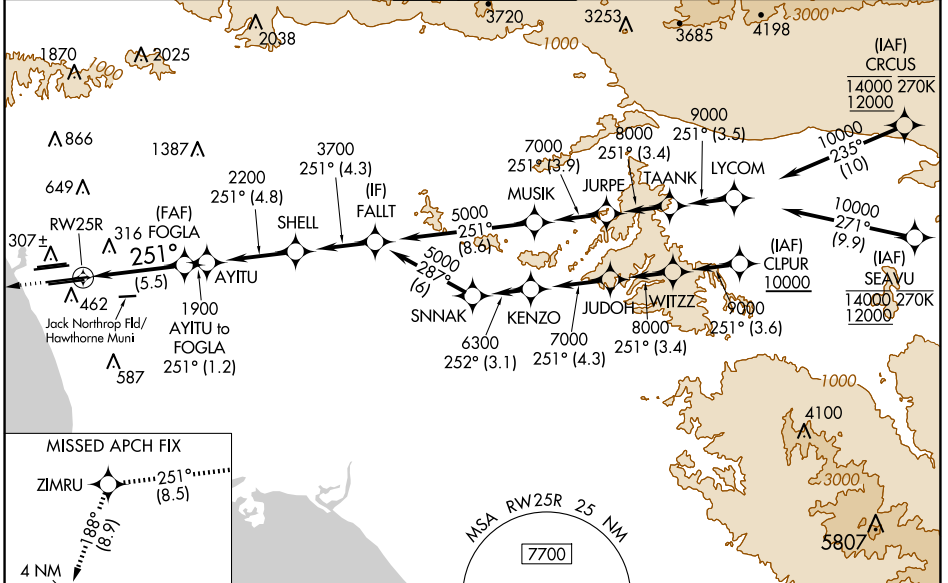 3720
3253
3685
4198
3000
2038
1000
1870
1000
2025
(IAF)
CRCUS
14000 270K
12000
866
1387
649
9000
251° (3.5)
8000
251° (3.4)
7000
251° (3.9)
3700
251° (4.3)
2200
251° (4.8)
10000
235°
(10)
LYCOM
TAANK
JURPE
MUSIK
(IF)
FALLT
SHELL
(FAF)
FOGLA
RW25R
307±
316
251°
(5.5)
AYITU
5000
251°
(8.6)
5000
287°
(6)
10000
271°
(9.9)
(IAF)
SEAVU
14000 270K
12000
(IAF)
CLPUR
10000
462
Jack Northrop Fld/
Hawthorne Muni
1900
AYITU to
FOGLA
251° (1.2)
587
SNNAK
KENZO
JUDOH
WITZZ
6300
252° (3.1)
7000
251° (4.3)
8000
251° (3.4)
9000
251° (3.6)
1000
4100
3000
5807
MISSED APCH FIX
ZIMRU
251°
(8.5)
188°
(8.9)
4 NM
MSA RW25R 25 NM
7700